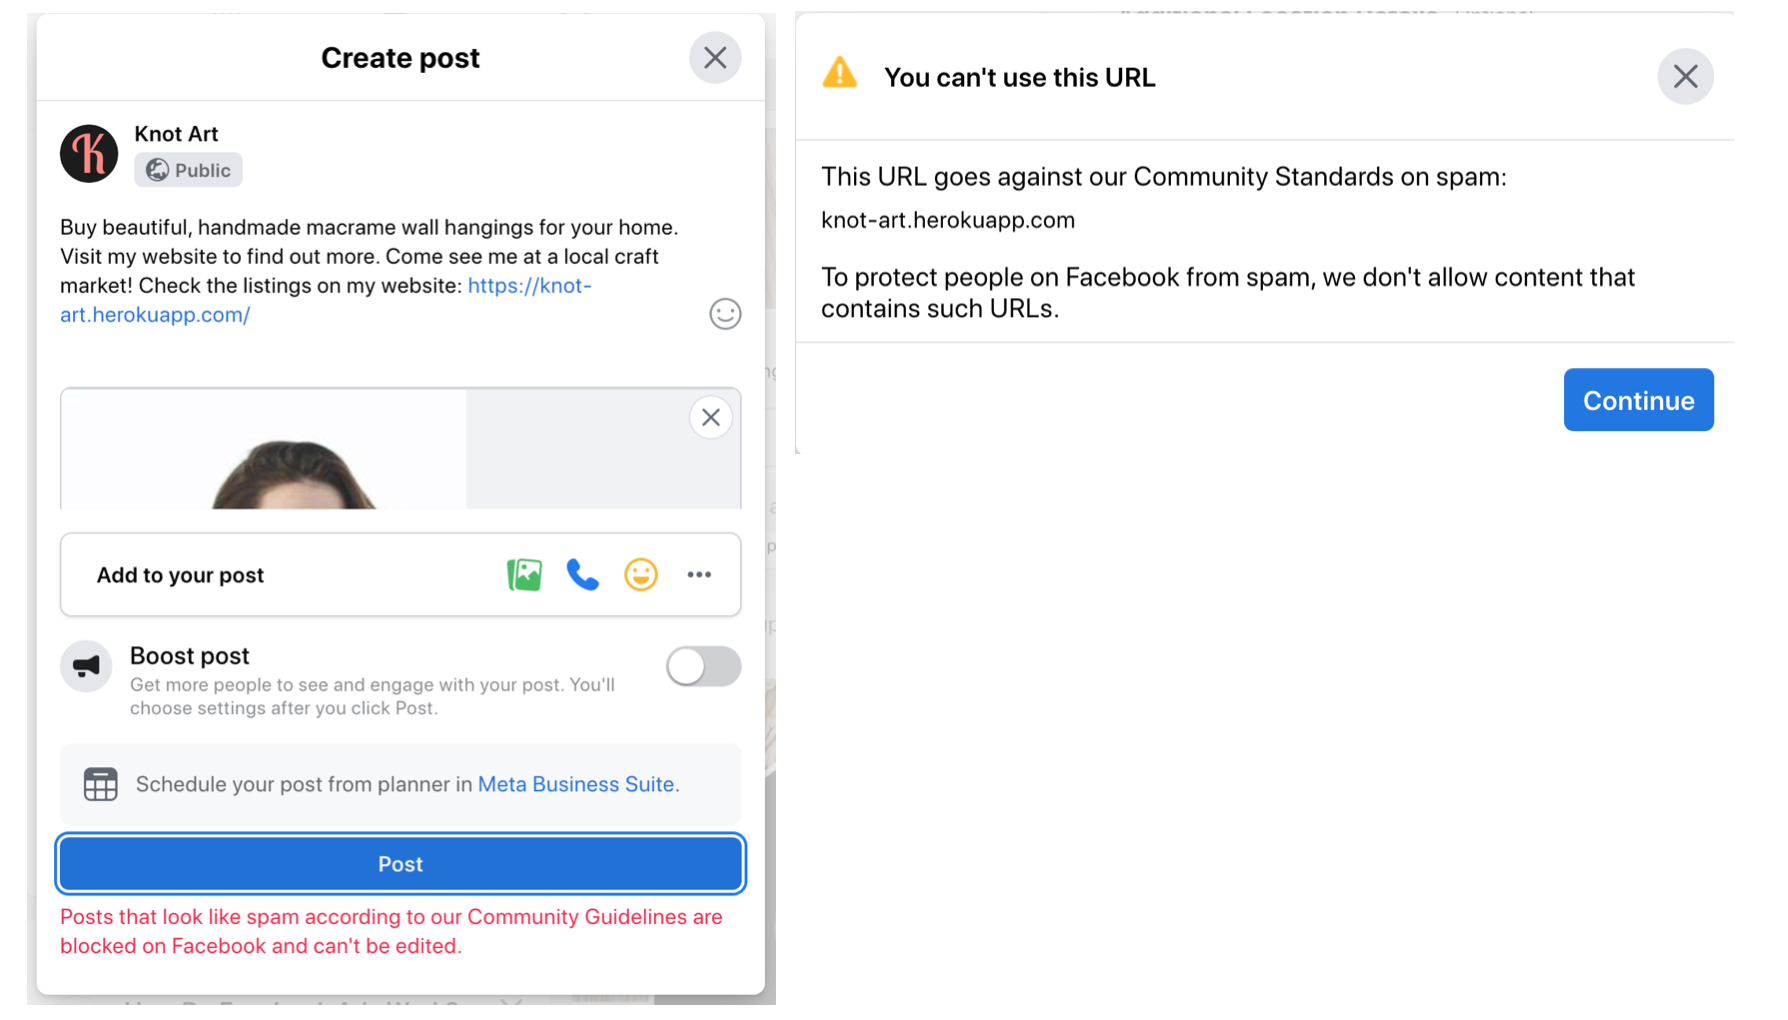 Create post
Knot Art
Public
Buy beautiful, handmade macrame wall hangings for your home.
Visit my website to find out more. Come see me at a local craft
market! Check the listings on my website: https://knot-
art.herokuapp.com/
Add to your post
Boost post
Get more people to see and engage with your post. You'll
choose settings after you click Post.
Schedule your post from planner in Meta Business Suite.
Post
Posts that look like spam according to our Community Guidelines are
blocked on Facebook and can't be edited.
You can't use this URL
This URL goes against our Community Standards on spam:
knot-art.herokuapp.com
To protect people on Facebook from spam, we don't allow content that
contains such URLs.
Continue